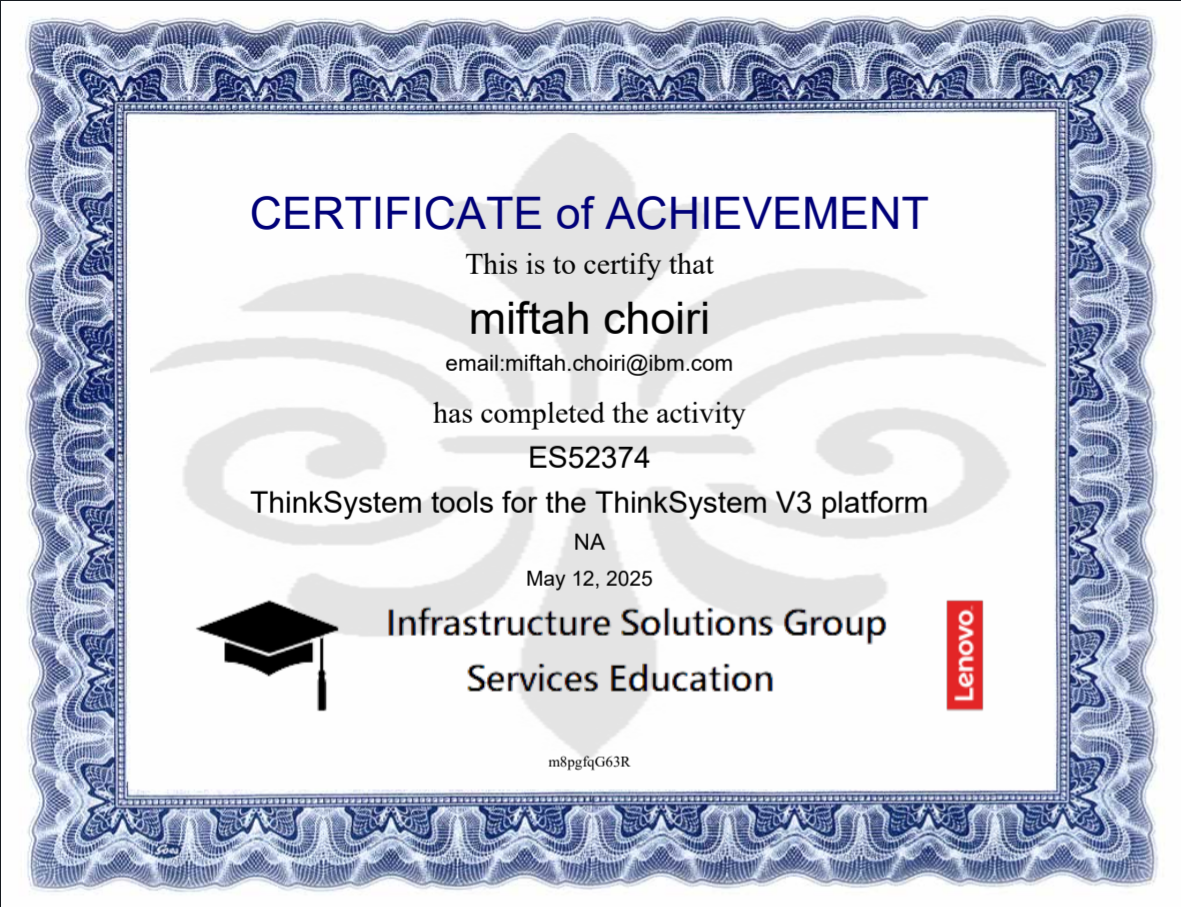 CERTIFICATE of ACHIEVEMENT
This is to certify that
miftah choiri
email:miftah.choiri@ibm.com
has completed the activity
ES52374
ThinkSystem tools for the ThinkSystem V3 platform
NA
May 12, 2025
Infrastructure Solutions Group
Services Education
Lenovo
m8pgfqG63R